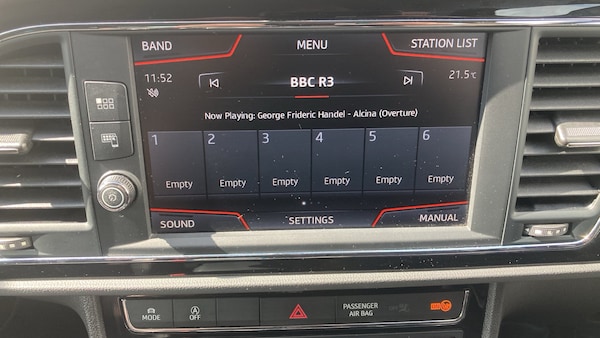 BAND MENU STATION LIST
11:52 BBC R3 21.5°C
Now Playing: George Frideric Handel - Alcina (Overture)
1 2 3 4 5 6
Empty Empty Empty Empty Empty Empty
SOUND SETTINGS MANUAL
MODE OFF PASSENGER
AIR BAG